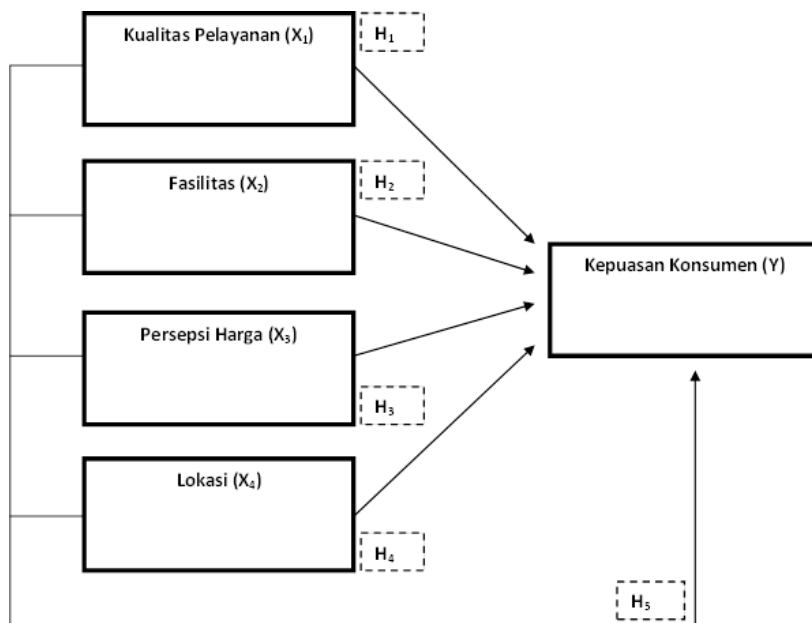 Kualitas Pelayanan (X₁)
H₁
Fasilitas (X₂)
H₂
Kepuasan Konsumen (Y)
Persepsi Harga (X₃)
H₃
Lokasi (X₄)
H₄
H₅